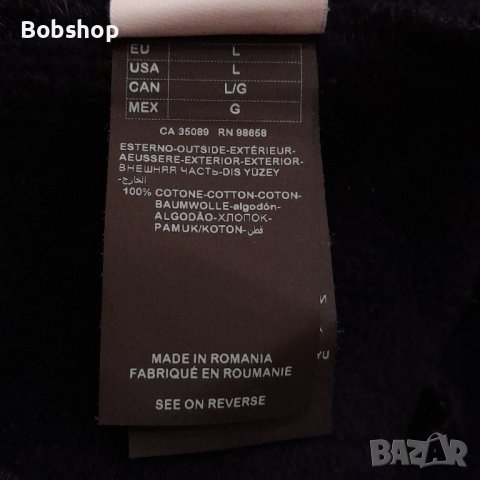 Bobshop
EU L
USA L
CAN L/G
MEX G
CA 35089 RN 98658
ESTERNO-OUTSIDE-EXTÉRIEUR-
AEUSSERE-EXTERIOR-EXTERIOR-
ВНЕШНЯЯ ЧАСТЬ-DIS YÜZEY
الخارج-
100% COTONE-COTTON-COTON-
BAUMWOLLE-algodón-
ALGODÃO-ХЛОПОК-
PAMUK/KOTON-قطن
YU
MADE IN ROMANIA
FABRIQUÉ EN ROUMANIE
SEE ON REVERSE
BAZAR